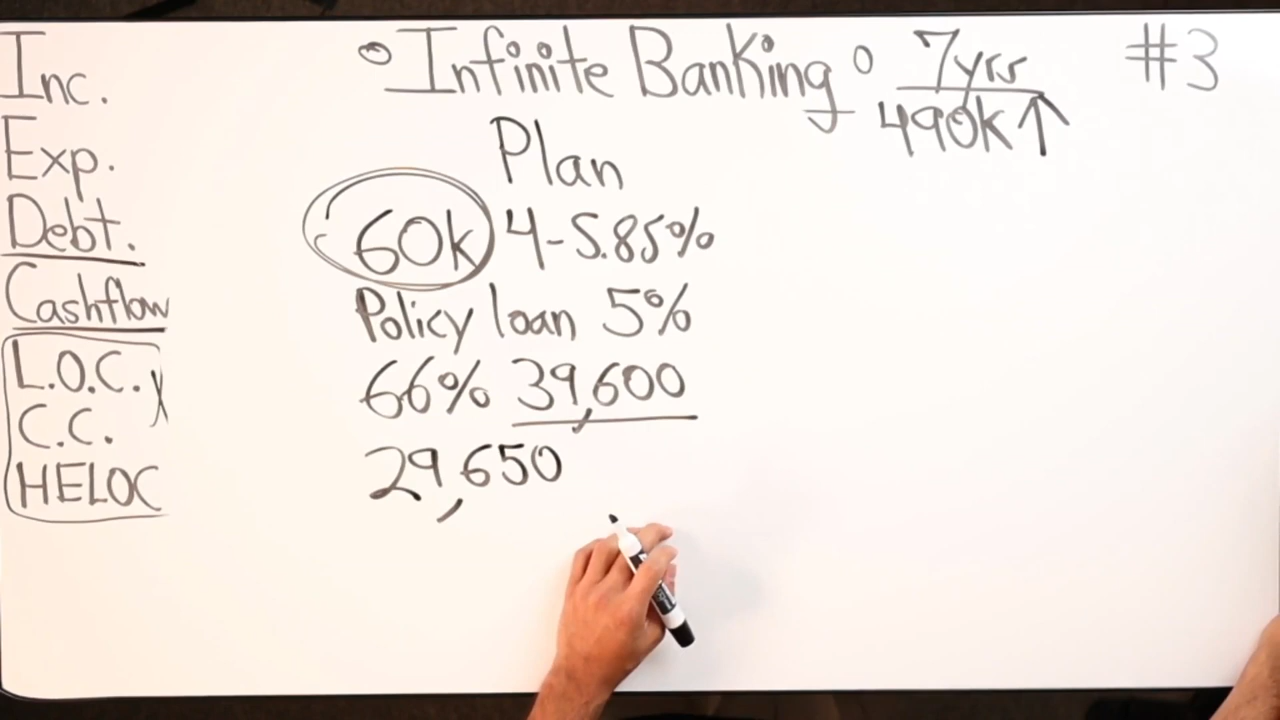 Inc.
Exp.
Debt.
Cashflow
L.O.C.
C.C.
HELOC
Infinite Banking
Plan
60k 4-5.85%
Policy loan 5%
66% 39,600
29,650
7yrs
490k↑
#3